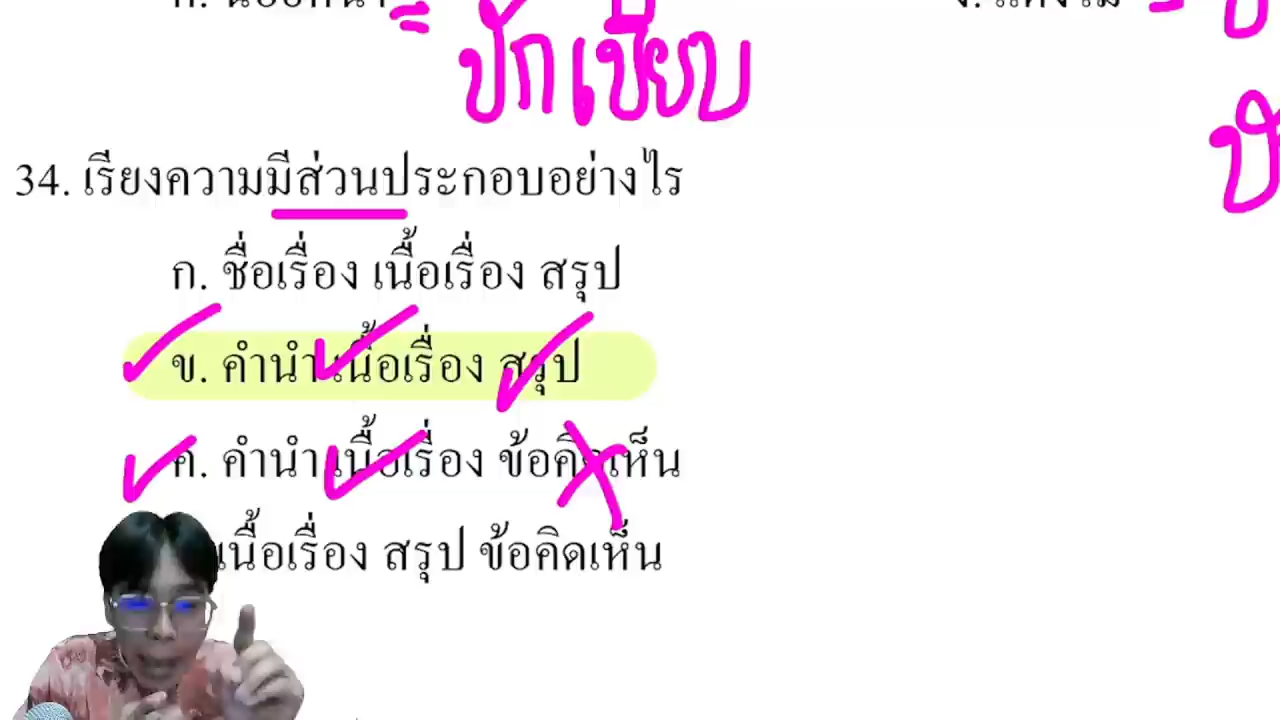 ปักเปียบ
34. เรียงความมีส่วนประกอบอย่างไร
ก. ชื่อเรื่อง เนื้อเรื่อง สรุป
ข. คำนำ เนื้อเรื่อง สรุป
ค. คำนำ เนื้อเรื่อง ข้อคิดเห็น
เนื้อเรื่อง สรุป ข้อคิดเห็น